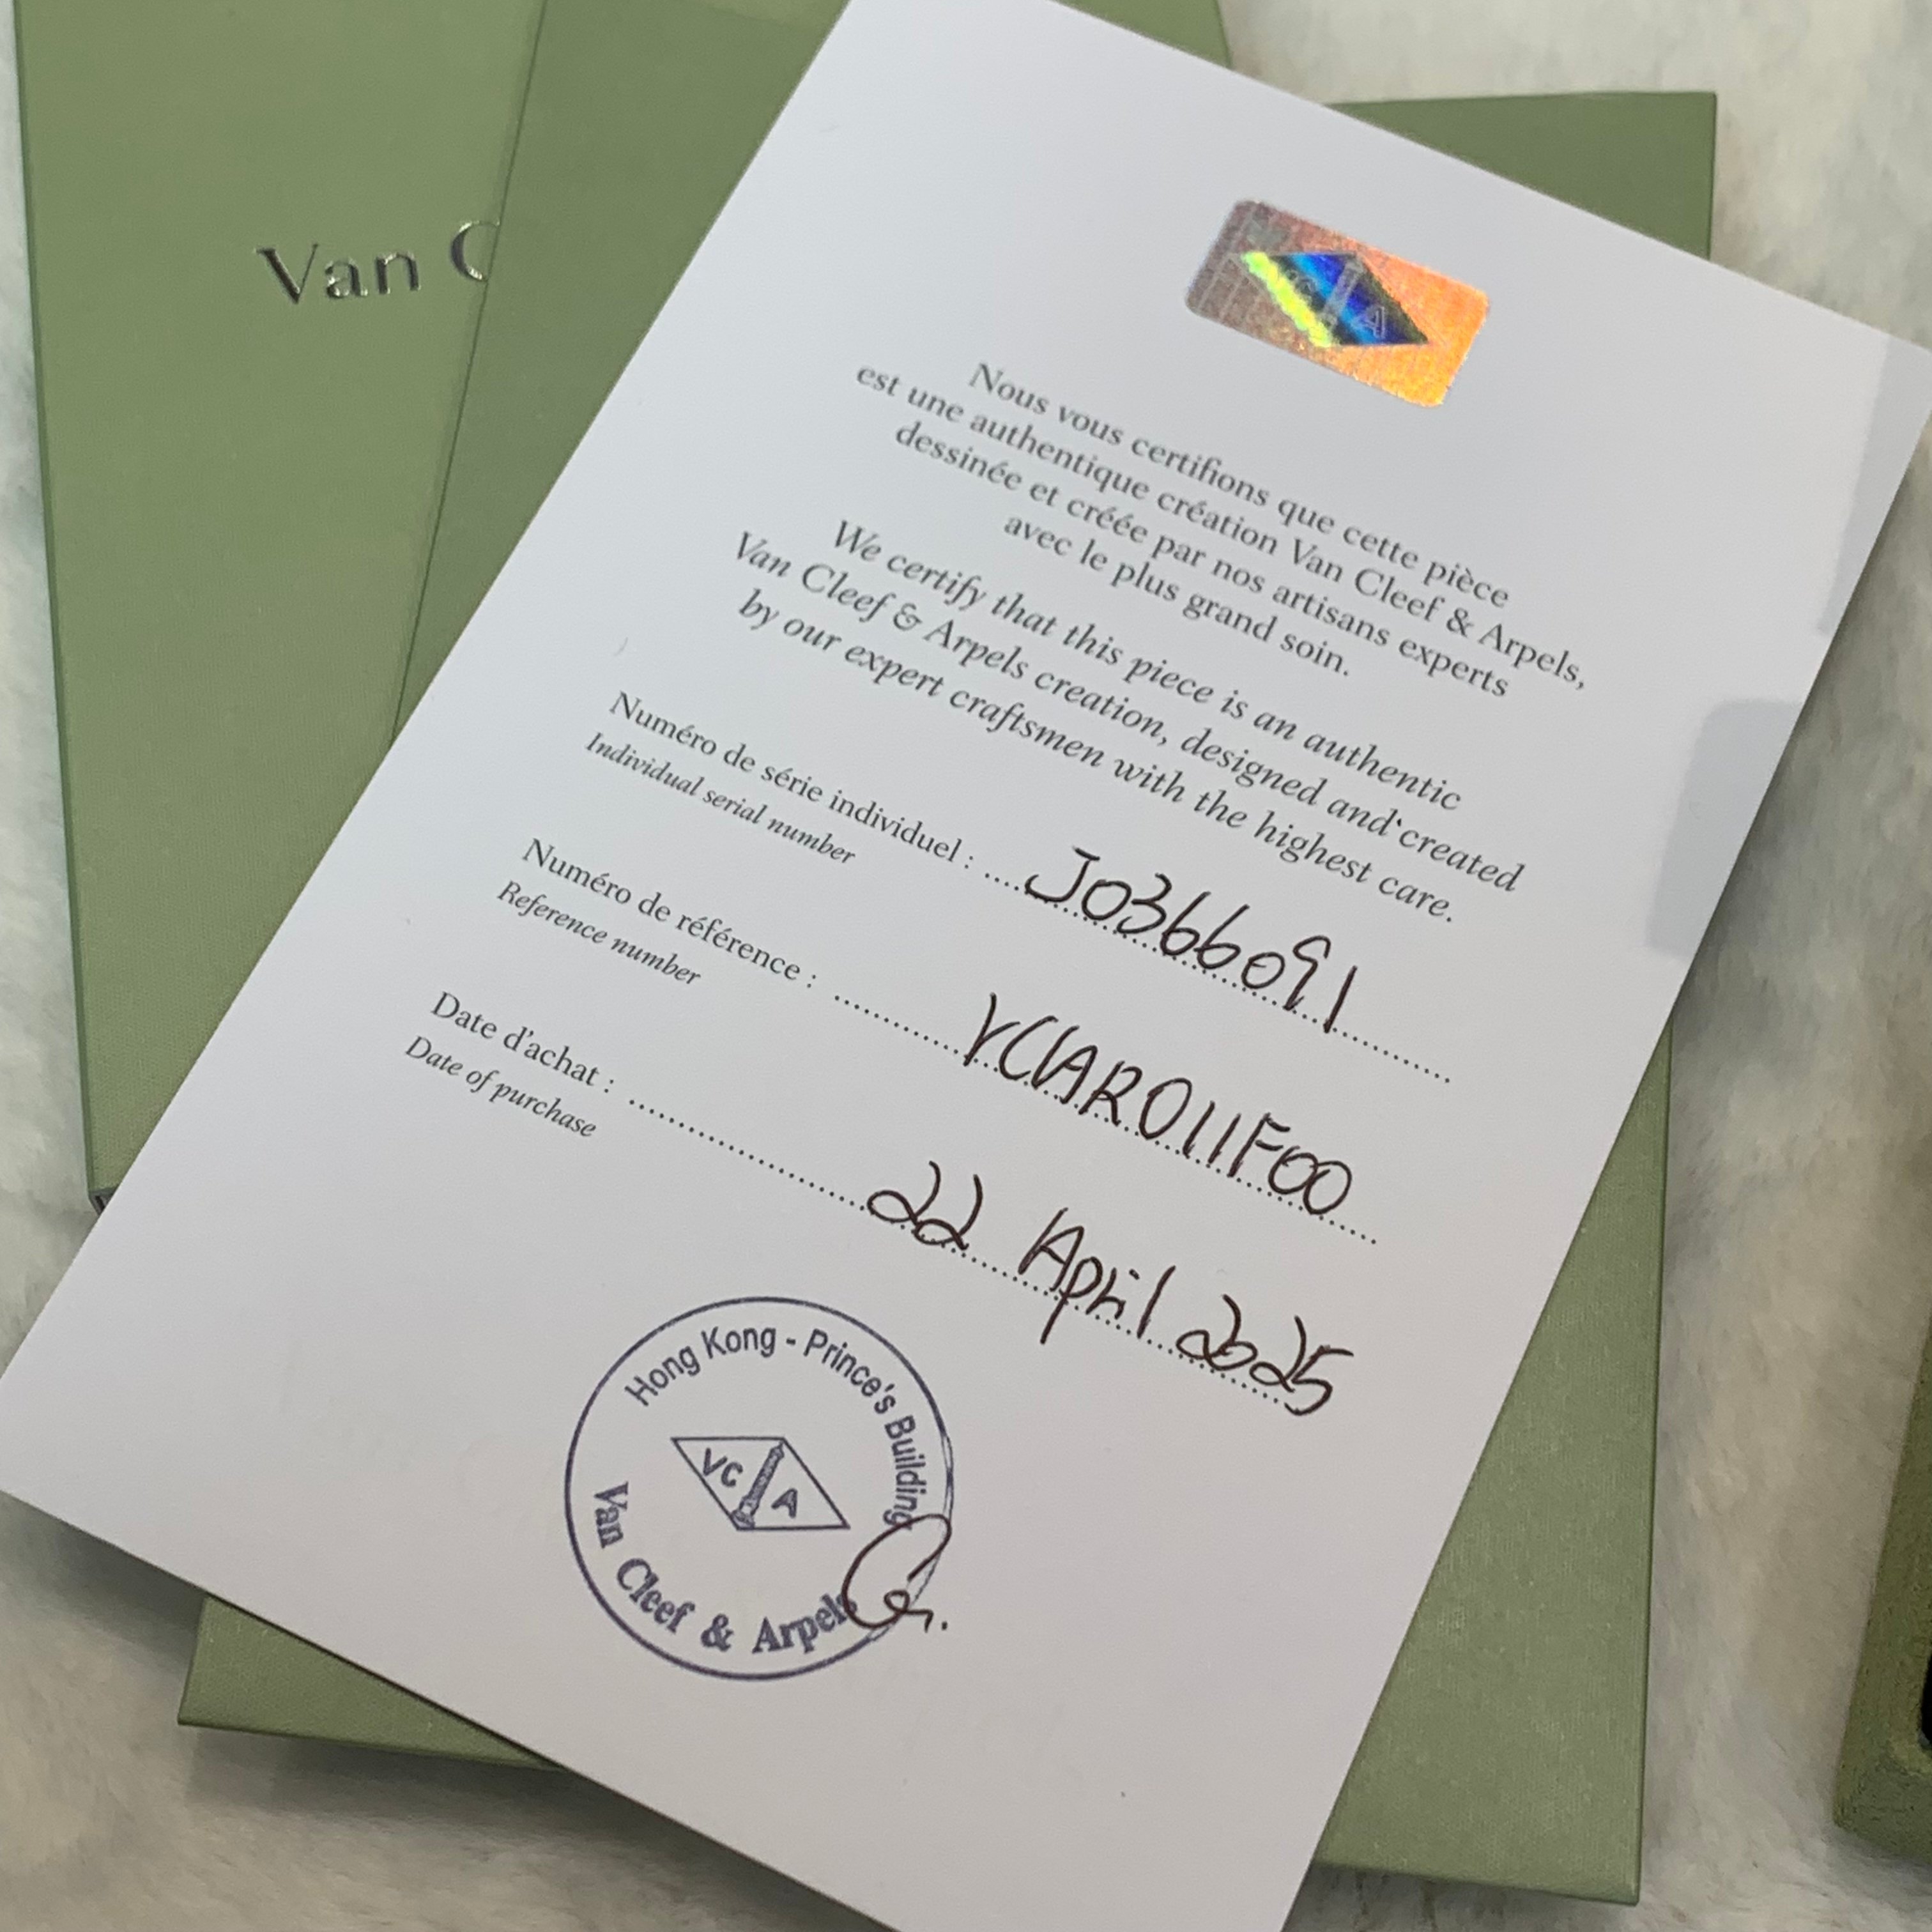 Van C
Nous vous certifions que cette pièce
est une authentique création Van Cleef & Arpels,
dessinée et créée par nos artisans experts
avec le plus grand soin.
We certify that this piece is an authentic
Van Cleef & Arpels creation, designed and created
by our expert craftsmen with the highest care.
Numéro de série individuel : JO366091
Individual serial number
Numéro de référence : VCARO11F00
Reference number
Date d'achat : 22 April 2025
Date of purchase
Hong Kong - Prince's Building
VC A
Van Cleef & Arpels